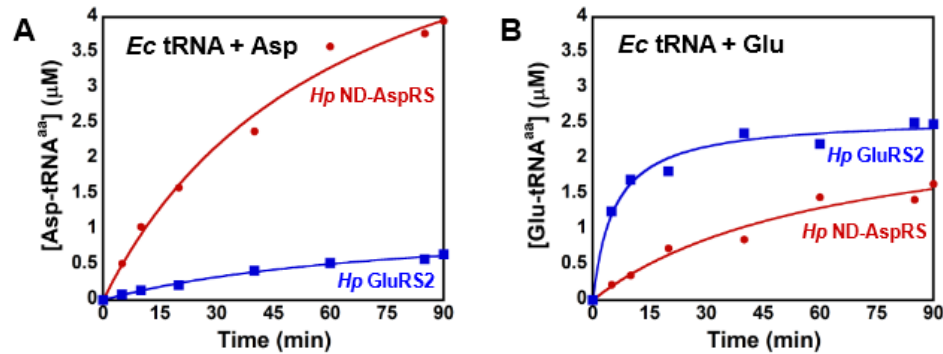 A
Ec tRNA + Asp
Hp ND-AspRS
Hp GluRS2
[Asp-tRNAᵃᵃ] (μM)
4
3.5
3
2.5
2
1.5
1
0.5
0
0 15 30 45 60 75 90
Time (min)
B
Ec tRNA + Glu
Hp GluRS2
Hp ND-AspRS
[Glu-tRNAᵃᵃ] (μM)
4
3.5
3
2.5
2
1.5
1
0.5
0
0 15 30 45 60 75 90
Time (min)